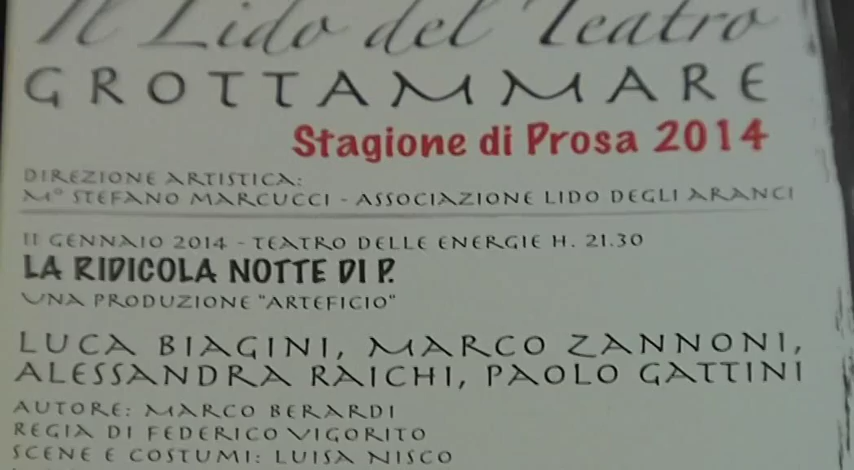 Il Lido del Teatro
GROTTAMMARE
Stagione di Prosa 2014
DIREZIONE ARTISTICA:
M° STEFANO MARCUCCI - ASSOCIAZIONE LIDO DEGLI ARANCI
11 GENNAIO 2014 - TEATRO DELLE ENERGIE H. 21.30
LA RIDICOLA NOTTE DI P.
UNA PRODUZIONE "ARTEFICIO"
LUCA BIAGINI, MARCO ZANNONI,
ALESSANDRA RAICHI, PAOLO GATTINI
AUTORE: MARCO BERARDI
REGIA DI FEDERICO VIGORITO
SCENE E COSTUMI: LUISA NISCO